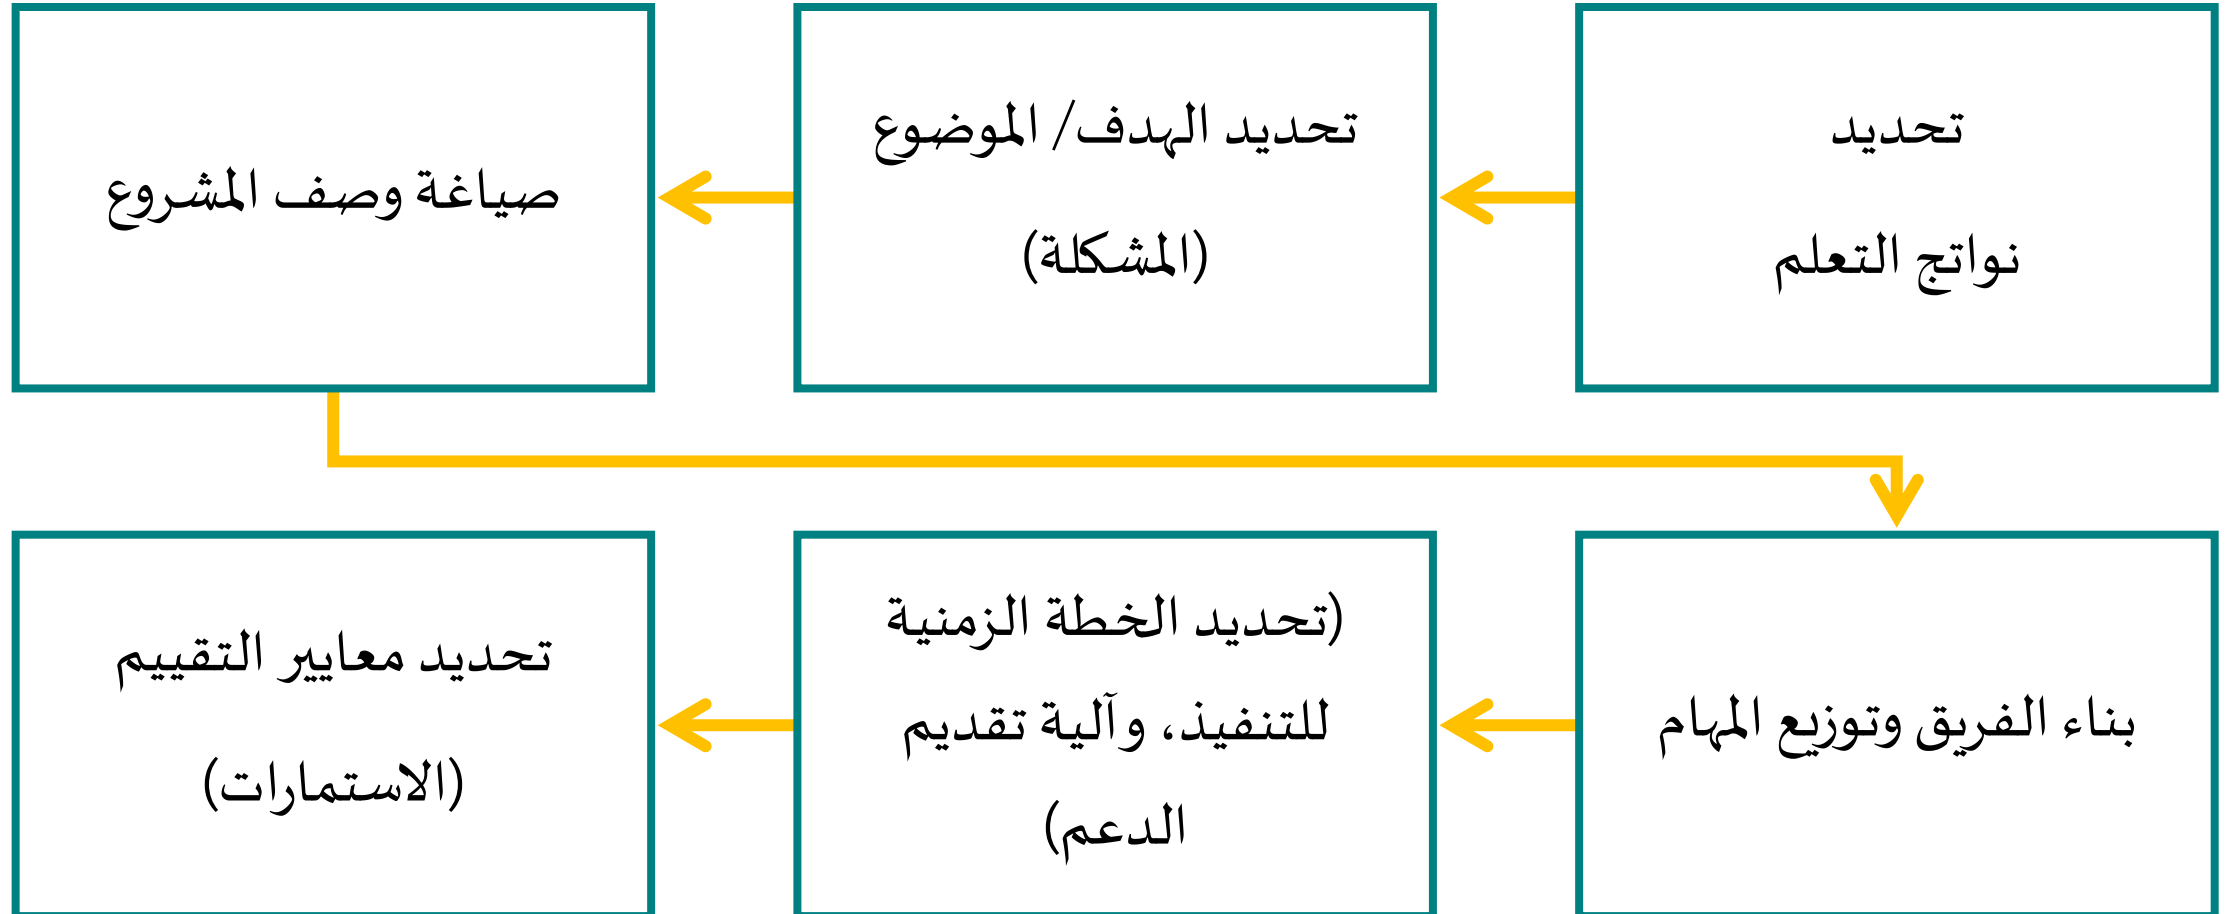 تحديد
نواتج التعلم
تحديد الهدف/ الموضوع
(المشكلة)
صياغة وصف المشروع
بناء الفريق وتوزيع المهام
(تحديد الخطة الزمنية
للتنفيذ، وآلية تقديم
الدعم)
تحديد معايير التقييم
(الاستمارات)